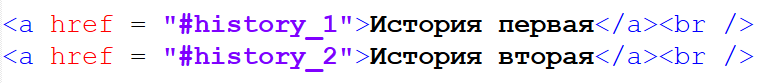 <a href = "#history_1">История первая</a><br />
<a href = "#history_2">История вторая</a><br />